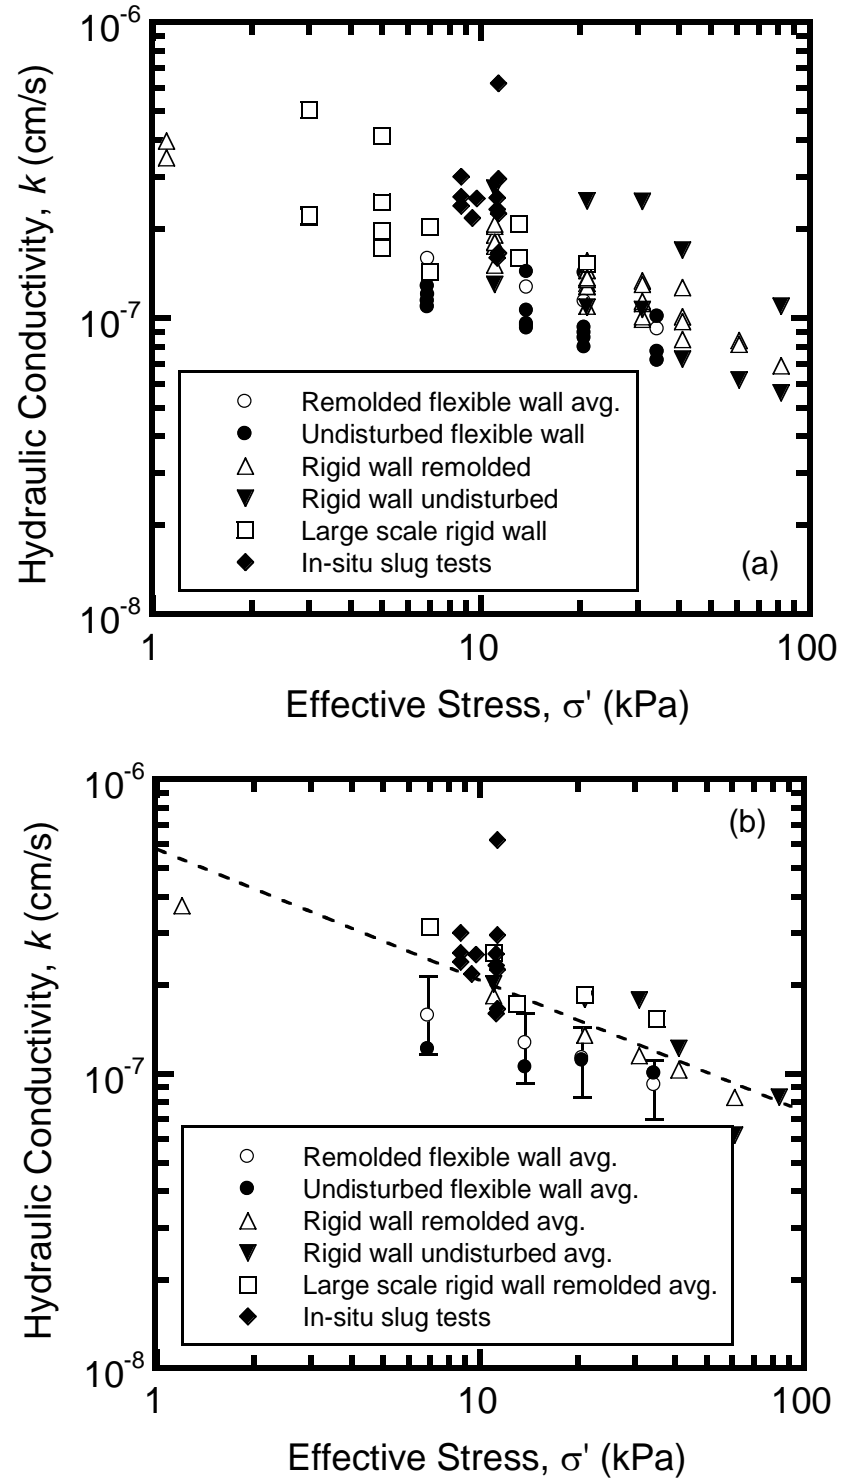 10-6
Hydraulic Conductivity, k (cm/s)
10-7
Remolded flexible wall avg.
Undisturbed flexible wall
Rigid wall remolded
Rigid wall undisturbed
Large scale rigid wall
In-situ slug tests
(a)
10-8
1 10 100
Effective Stress, σ' (kPa)
10-6
(b)
Hydraulic Conductivity, k (cm/s)
10-7
Remolded flexible wall avg.
Undisturbed flexible wall avg.
Rigid wall remolded avg.
Rigid wall undisturbed avg.
Large scale rigid wall remolded avg.
In-situ slug tests
10-8
1 10 100
Effective Stress, σ' (kPa)